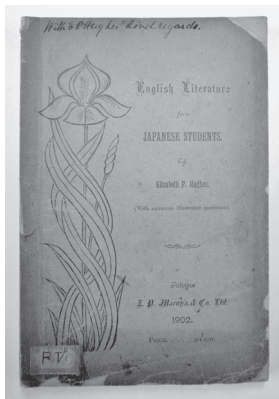 With E P Hughes' kind regards.
English Literature
for
JAPANESE STUDENTS.
by
Elizabeth P. Hughes.
(With numerous illustrative specimens)
Tokyo
Z. P. Maruya & Co. Ltd.
1902.
PRICE